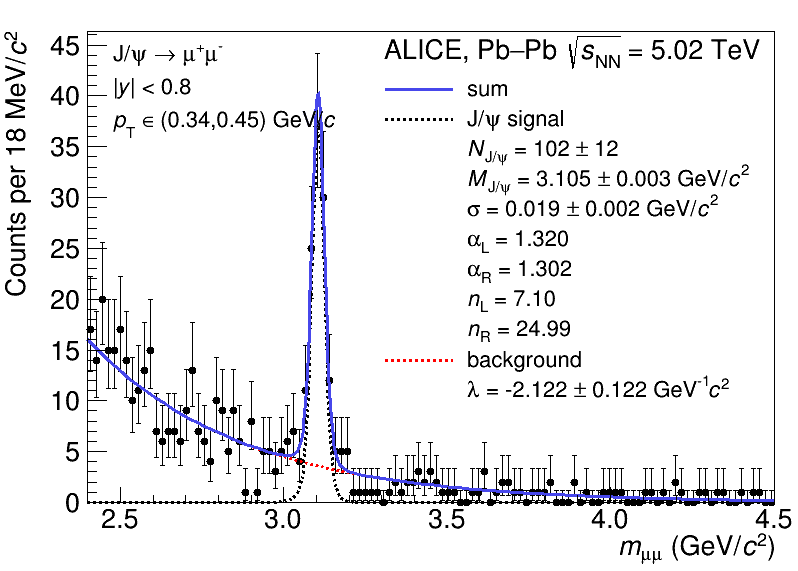 Counts per 18 MeV/c²
45
40
35
30
25
20
15
10
5
0
J/ψ → μ⁺μ⁻
|y| < 0.8
p_T ∈ (0.34,0.45) GeV/c
ALICE, Pb–Pb √s_NN = 5.02 TeV
sum
J/ψ signal
N_J/ψ = 102 ± 12
M_J/ψ = 3.105 ± 0.003 GeV/c²
σ = 0.019 ± 0.002 GeV/c²
α_L = 1.320
α_R = 1.302
n_L = 7.10
n_R = 24.99
background
λ = -2.122 ± 0.122 GeV⁻¹c²
2.5 3.0 3.5 4.0 4.5
m_μμ (GeV/c²)